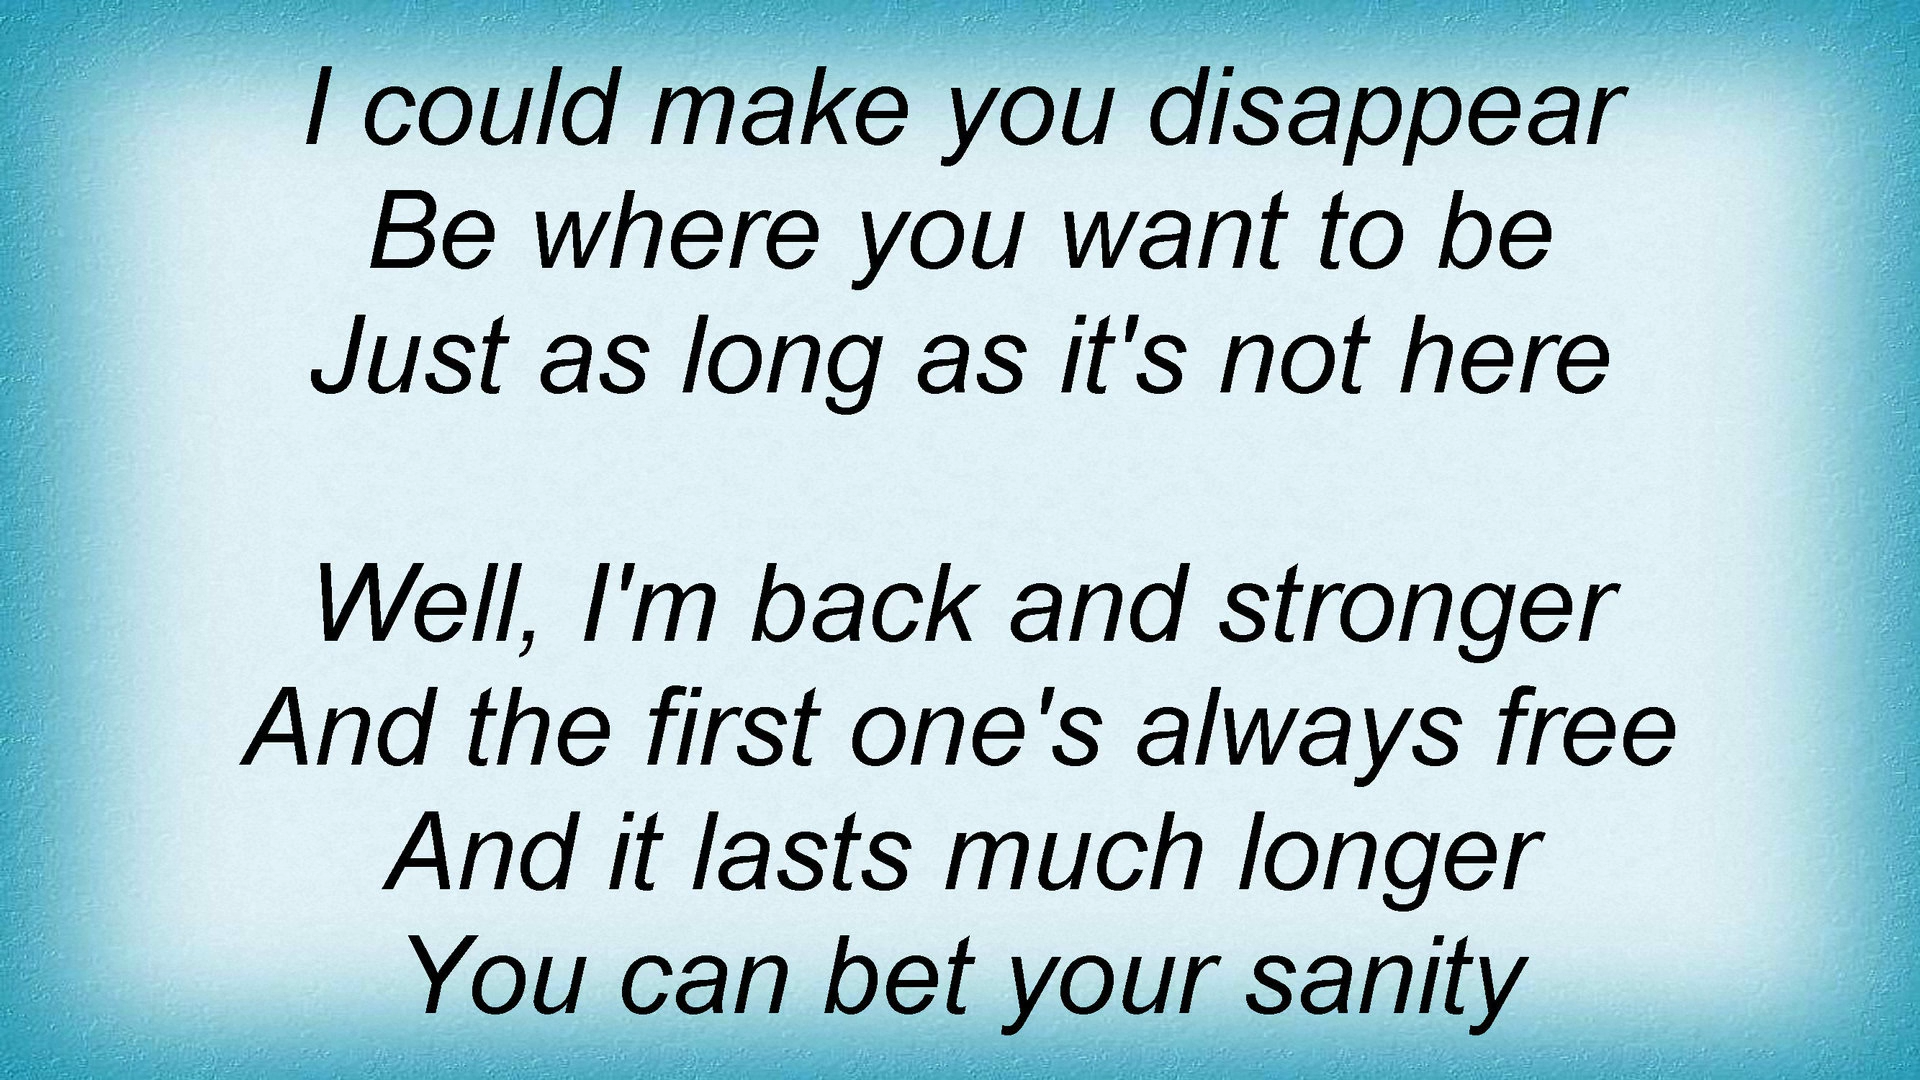 I could make you disappear
Be where you want to be
Just as long as it's not here

Well, I'm back and stronger
And the first one's always free
And it lasts much longer
You can bet your sanity